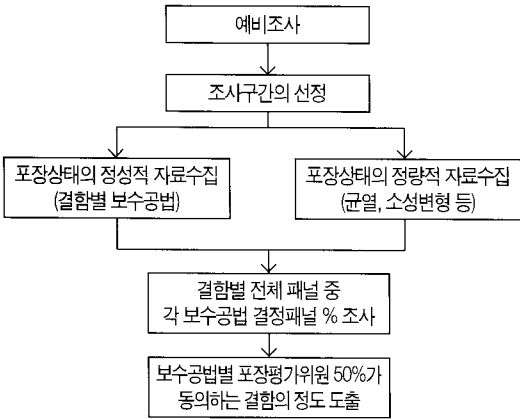 예비조사
조사구간의 선정
포장상태의 정성적 자료수집
(결함별 보수공법)
포장상태의 정량적 자료수집
(균열, 소성변형 등)
결함별 전체 패널 중
각 보수공법 결정패널 % 조사
보수공법별 포장평가위원 50%가
동의하는 결함의 정도 도출